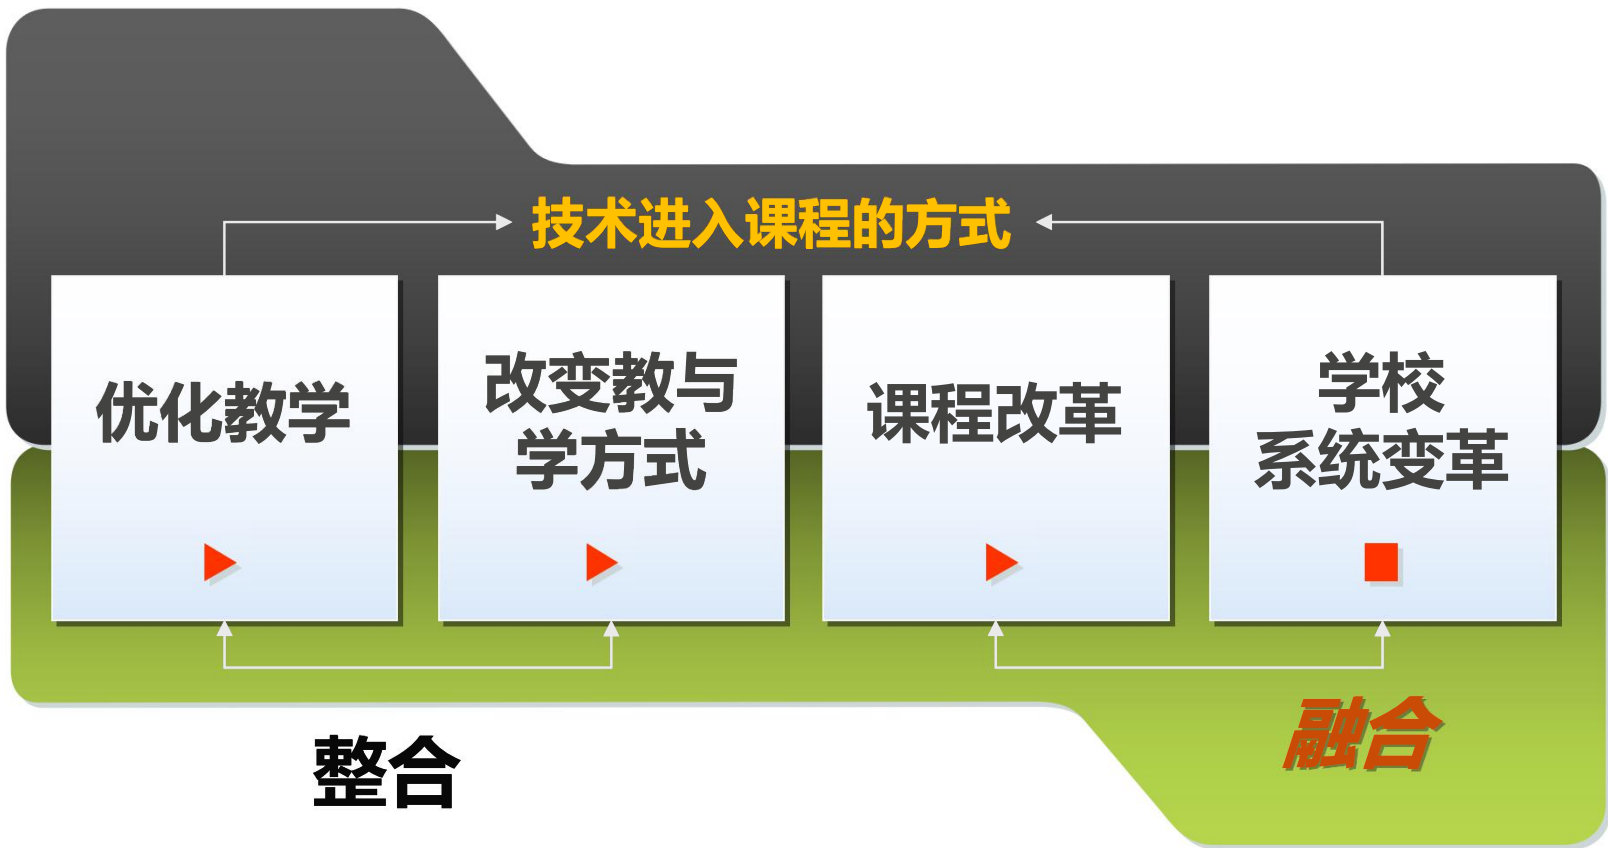 技术进入课程的方式
优化教学
改变教与
学方式
课程改革
学校
系统变革
整合
融合